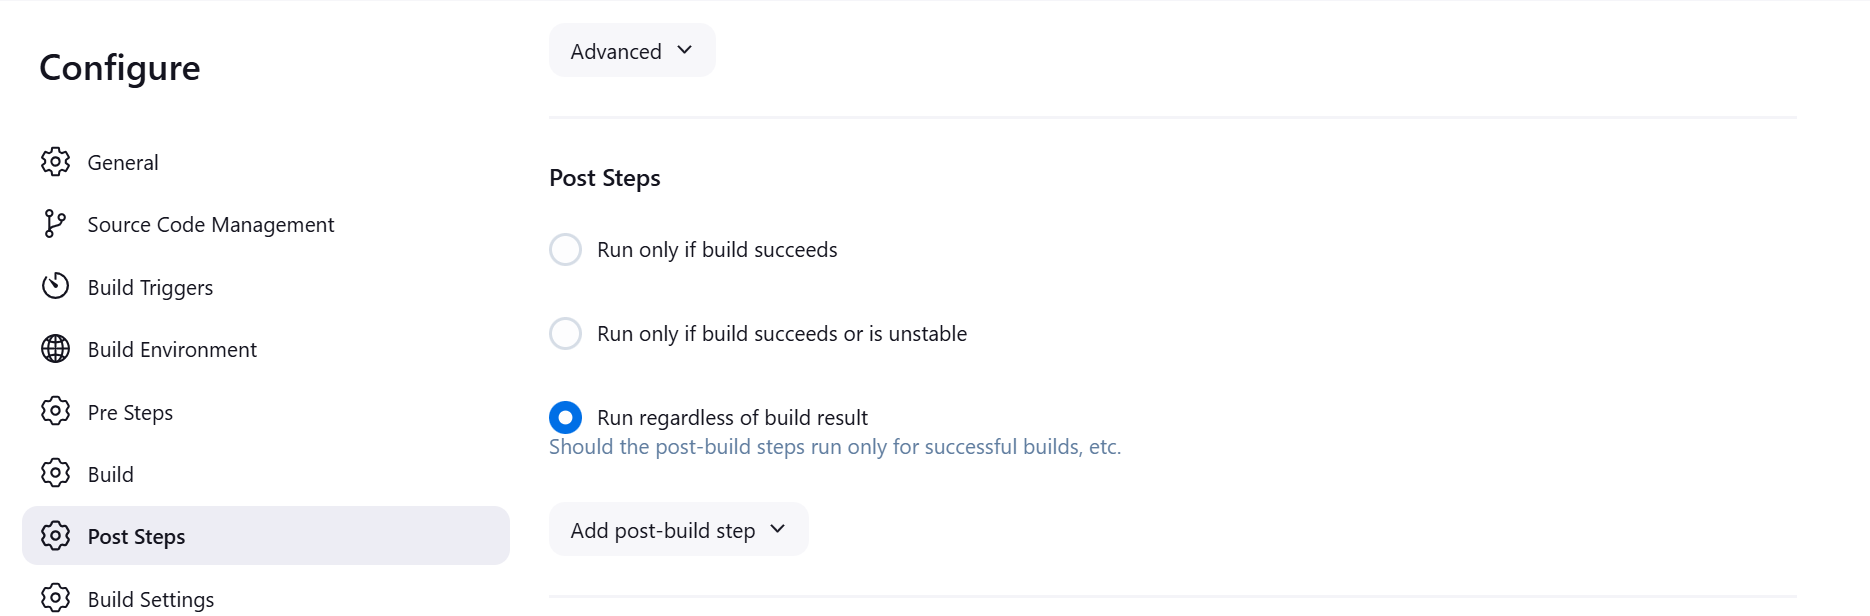 Configure
General
Source Code Management
Build Triggers
Build Environment
Pre Steps
Build
Post Steps
Build Settings
Advanced
Post Steps
Run only if build succeeds
Run only if build succeeds or is unstable
Run regardless of build result
Should the post-build steps run only for successful builds, etc.
Add post-build step